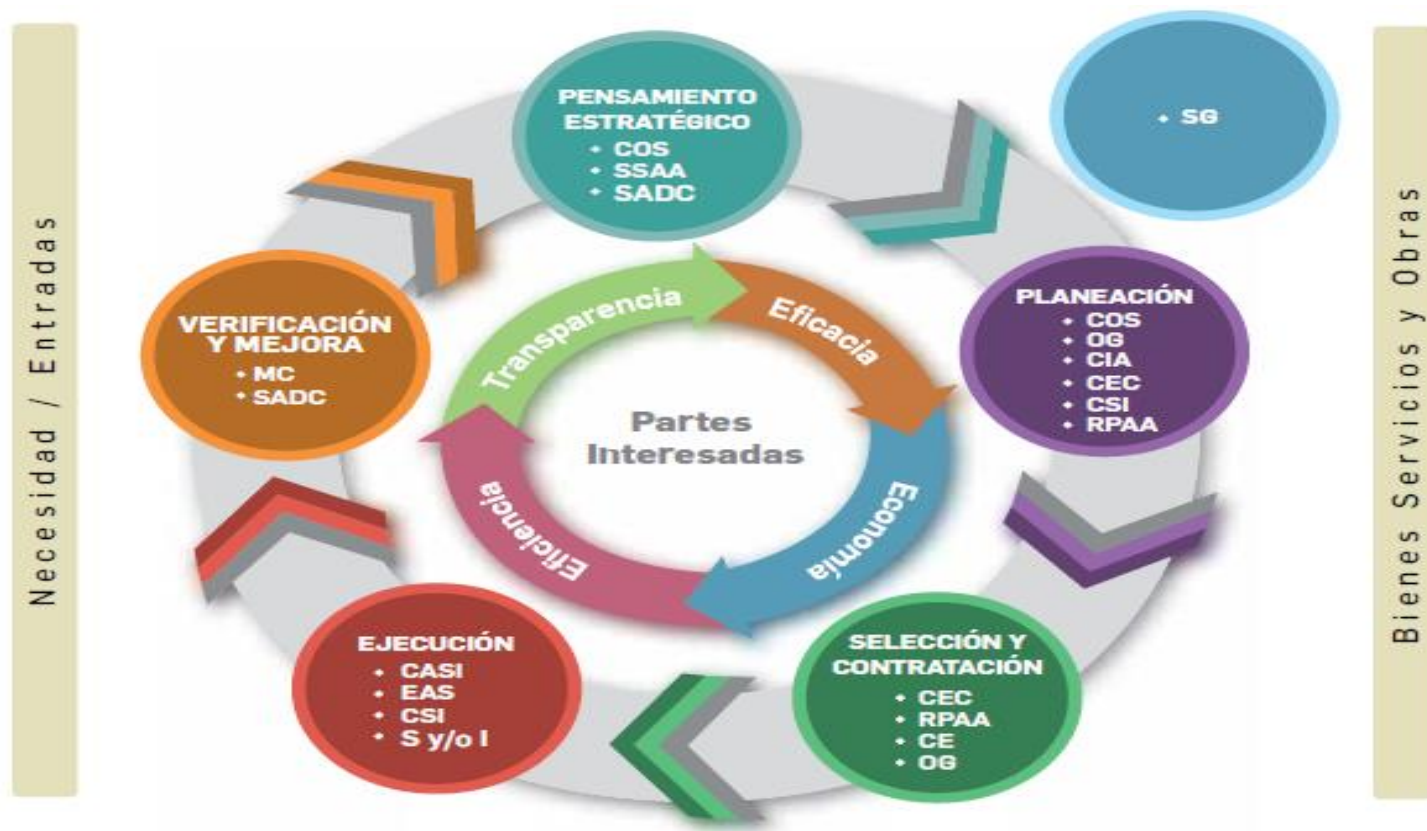 Necesidad / Entradas
PENSAMIENTO
ESTRATÉGICO
• COS
• SSAA
• SADC
• SG
PLANEACIÓN
• COS
• OG
• CIA
• CEC
• CSI
• RPAA
SELECCIÓN Y
CONTRATACIÓN
• CEC
• RPAA
• CE
• OG
EJECUCIÓN
• CASI
• EAS
• CSI
• S y/o I
VERIFICACIÓN
Y MEJORA
• MC
• SADC
Transparencia
Eficacia
Economía
Eficiencia
Partes
Interesadas
Bienes Servicios y Obras